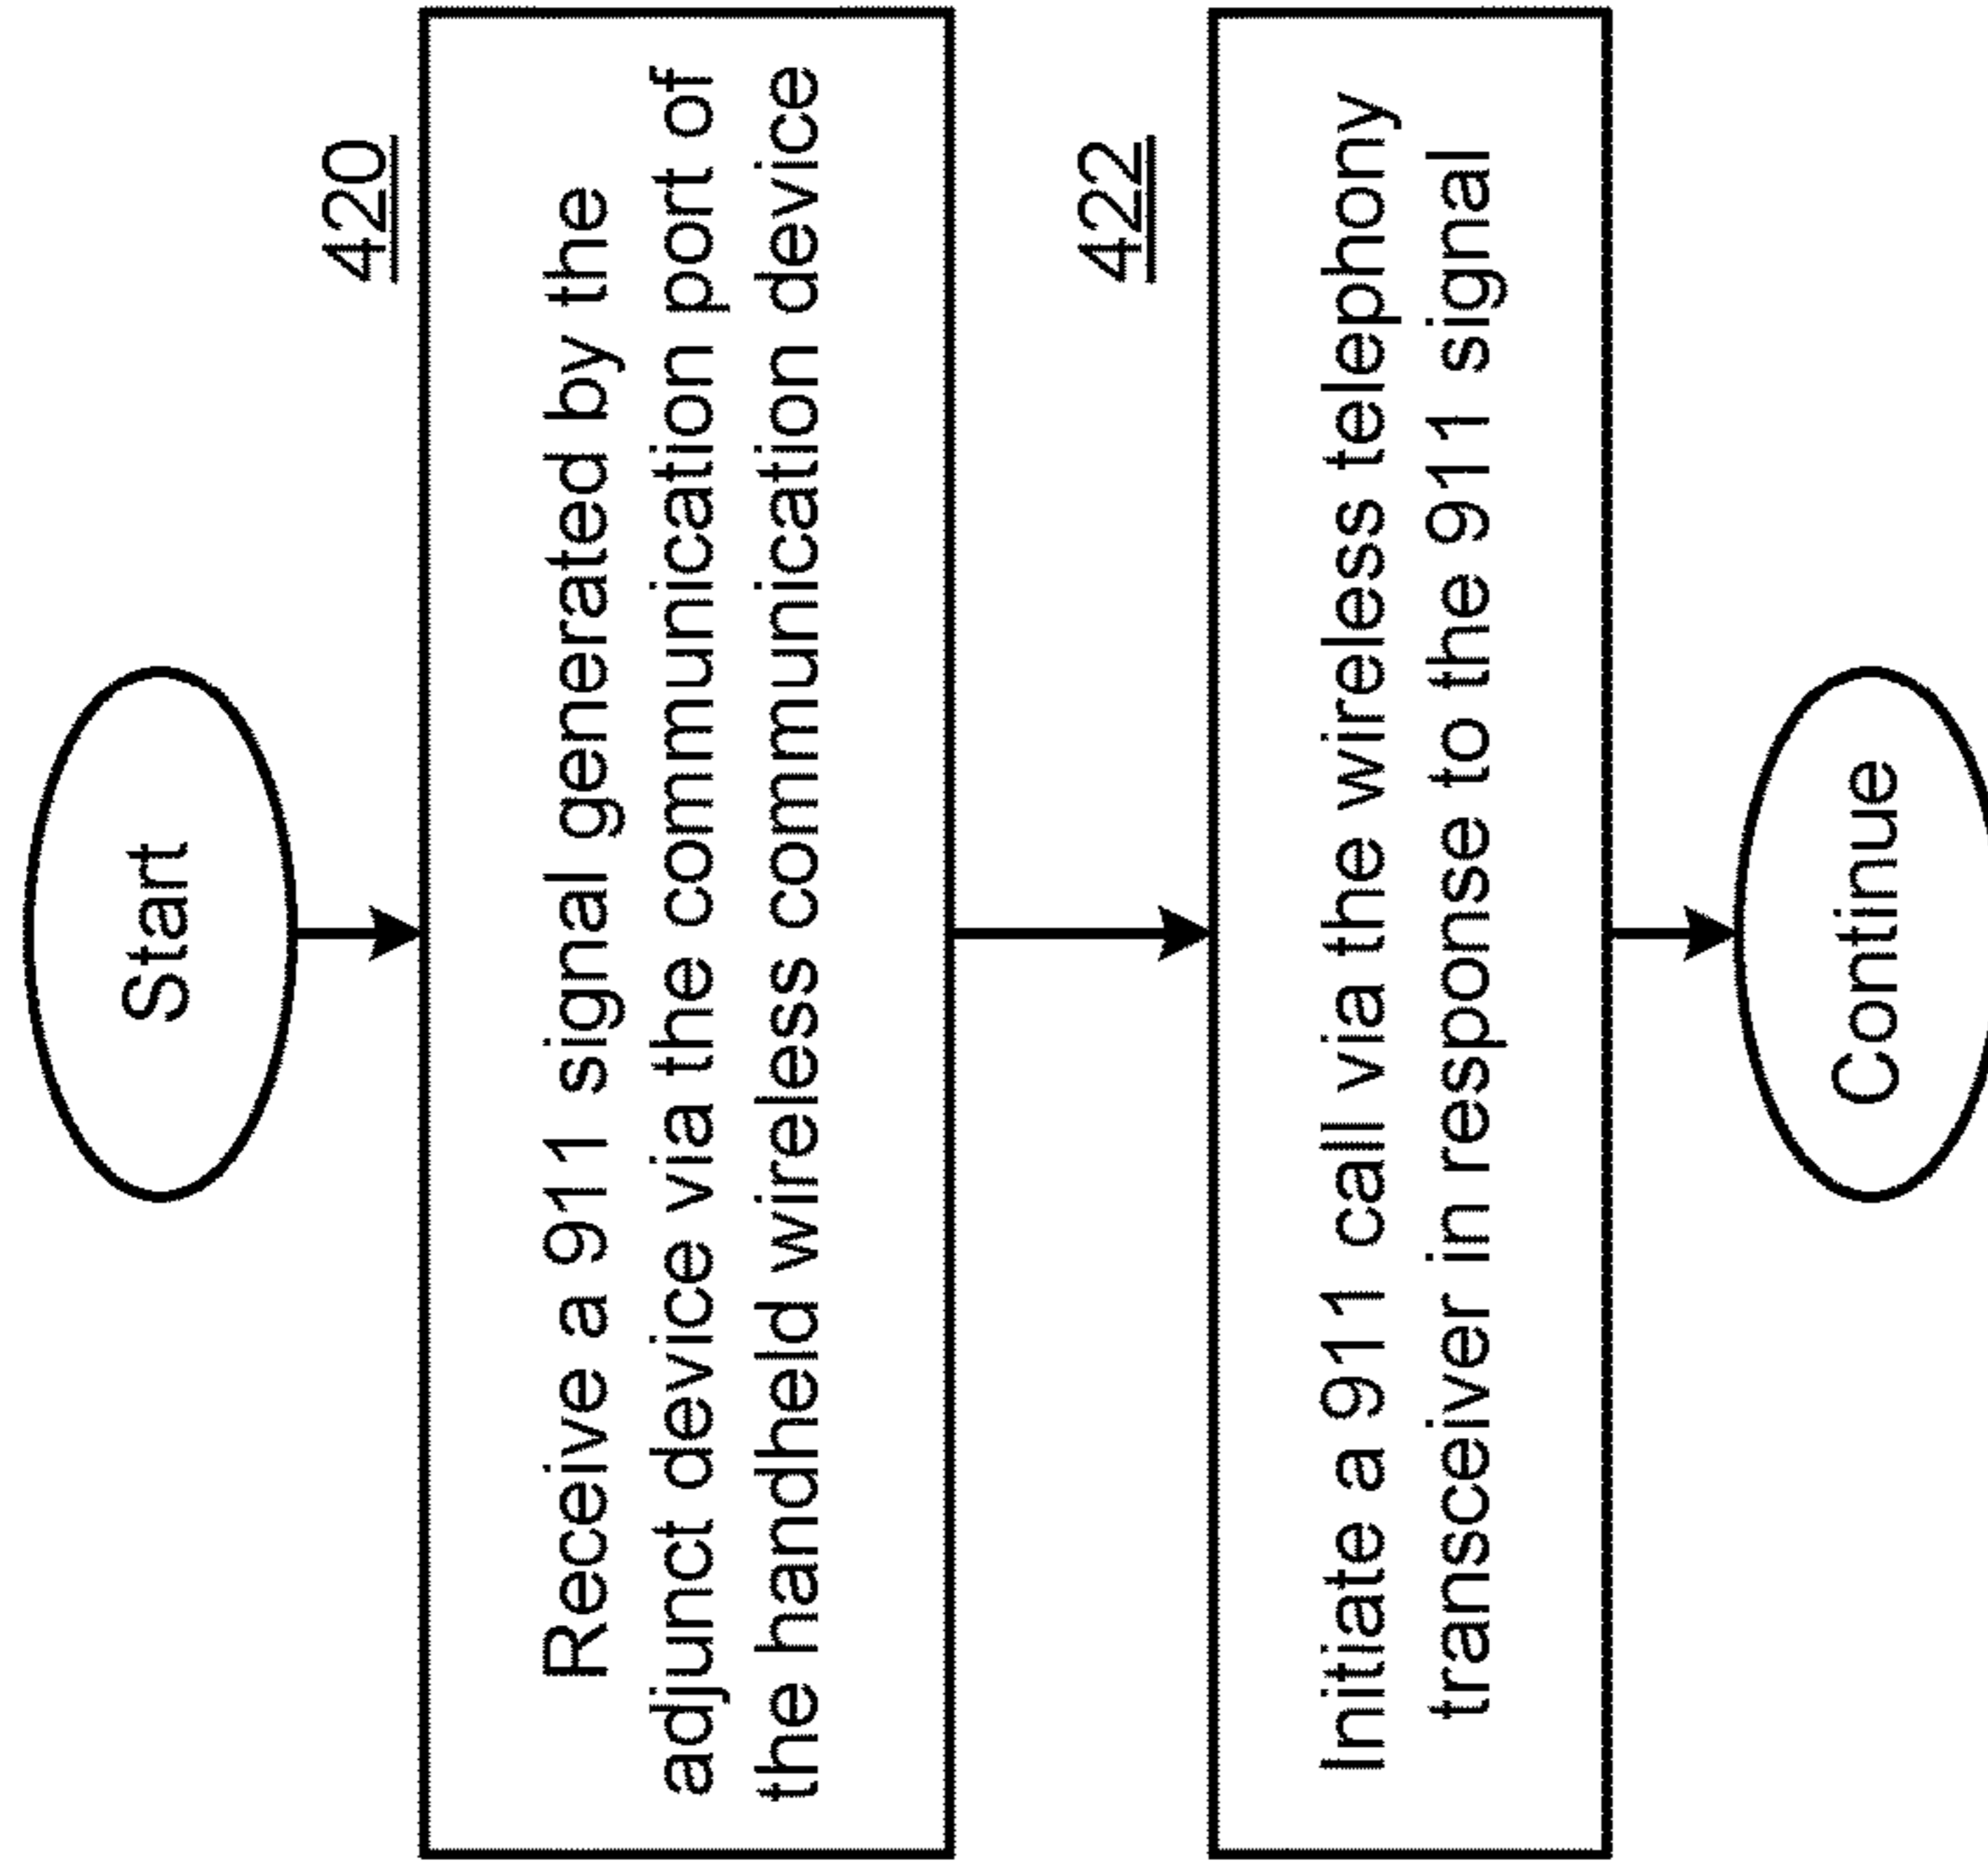 Start
420
Receive a 911 signal generated by the
adjunct device via the communication port of
the handheld wireless communication device
422
Initiate a 911 call via the wireless telephony
transceiver in response to the 911 signal
Continue